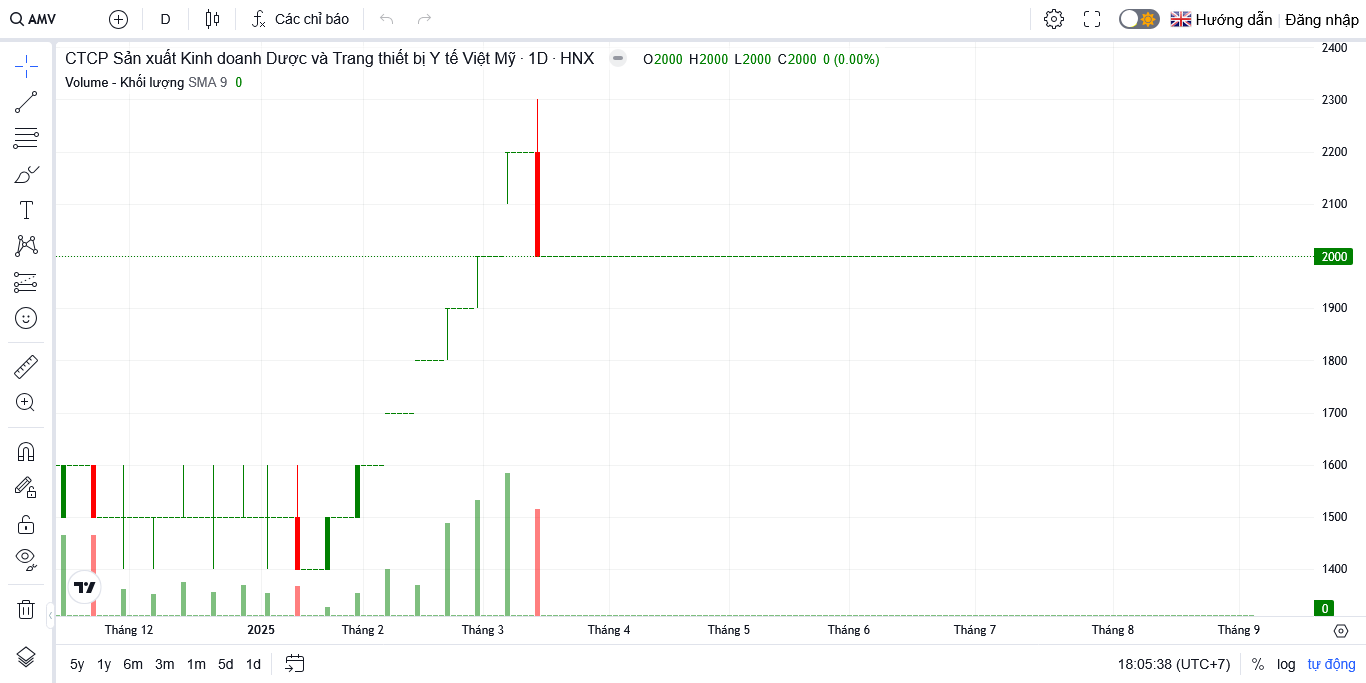 AMV D Các chỉ báo Hướng dẫn Đăng nhập
CTCP Sản xuất Kinh doanh Dược và Trang thiết bị Y tế Việt Mỹ · 1D · HNX O2000 H2000 L2000 C2000 0 (0.00%)
Volume - Khối lượng SMA 9 0
2400
2300
2200
2100
2000
1900
1800
1700
1600
1500
1400
0
Tháng 12 2025 Tháng 2 Tháng 3 Tháng 4 Tháng 5 Tháng 6 Tháng 7 Tháng 8 Tháng 9
5y 1y 6m 3m 1m 5d 1d 18:05:38 (UTC+7) % log tự động